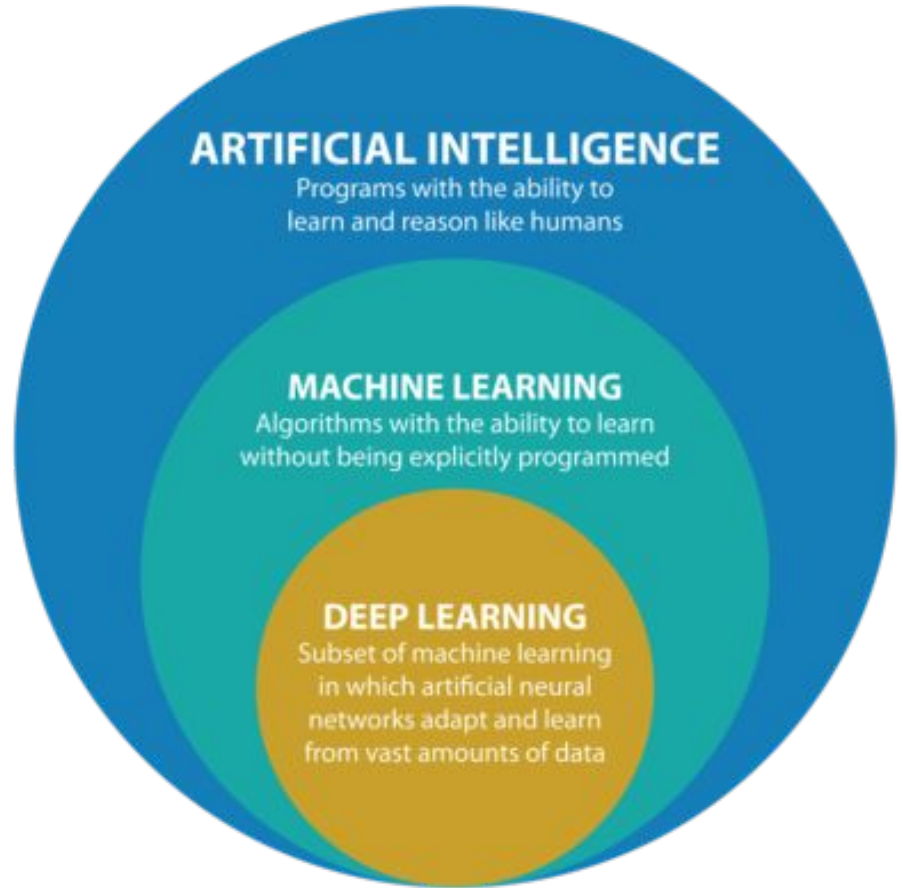 ARTIFICIAL INTELLIGENCE
Programs with the ability to
learn and reason like humans
MACHINE LEARNING
Algorithms with the ability to learn
without being explicitly programmed
DEEP LEARNING
Subset of machine learning
in which artificial neural
networks adapt and learn
from vast amounts of data